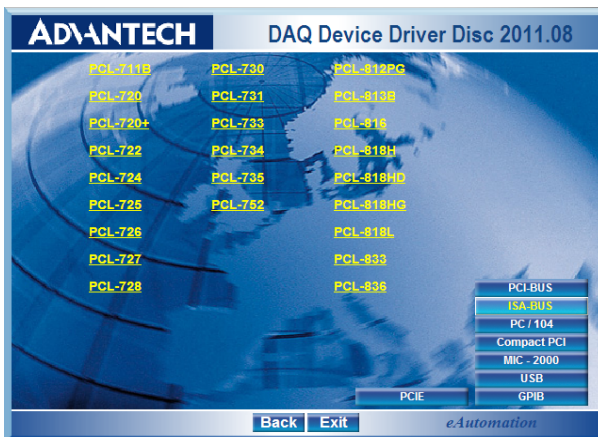 ADVANTECH DAQ Device Driver Disc 2011.08
PCL-711B PCL-730 PCL-812PG
PCL-720 PCL-731 PCL-813B
PCL-720+ PCL-733 PCL-816
PCL-722 PCL-734 PCL-818H
PCL-724 PCL-735 PCL-818HD
PCL-725 PCL-752 PCL-818HG
PCL-726 PCL-818L
PCL-727 PCL-833
PCL-728 PCL-836
PCI-BUS
ISA-BUS
PC / 104
Compact PCI
MIC - 2000
USB
PCIE GPIB
Back Exit eAutomation